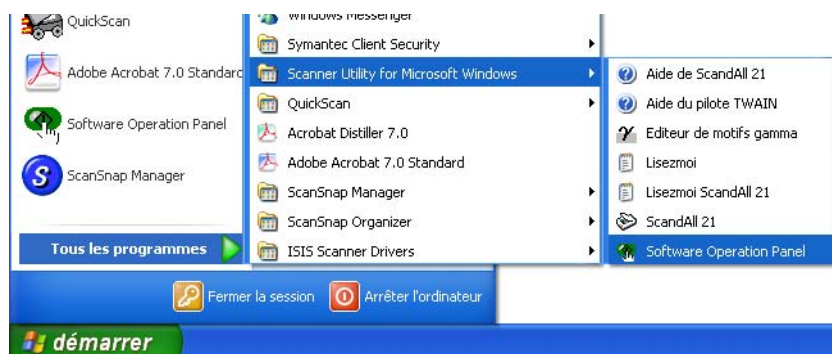 QuickScan
Adobe Acrobat 7.0 Standard
Software Operation Panel
ScanSnap Manager
Tous les programmes
Windows Messenger
Symantec Client Security
Scanner Utility for Microsoft Windows
QuickScan
Acrobat Distiller 7.0
Adobe Acrobat 7.0 Standard
ScanSnap Manager
ScanSnap Organizer
ISIS Scanner Drivers
Aide de ScandAll 21
Aide du pilote TWAIN
Editeur de motifs gamma
Lisezmoi
Lisezmoi ScandAll 21
ScandAll 21
Software Operation Panel
Fermer la session
Arrêter l'ordinateur
démarrer